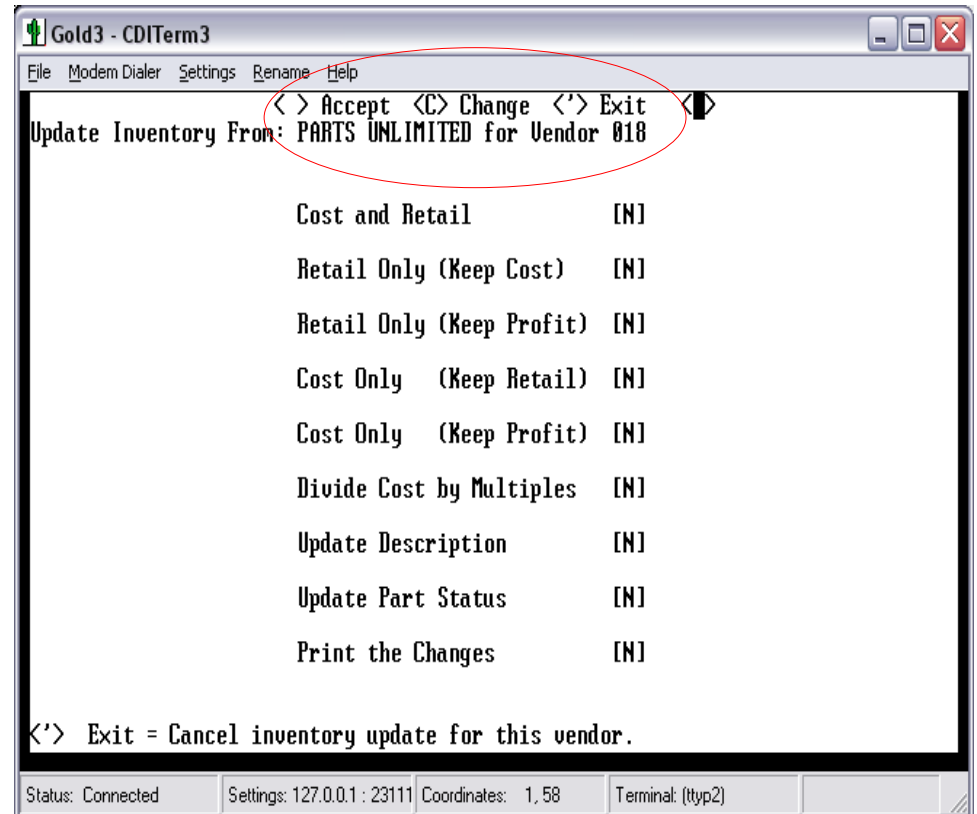 Gold3 - CDITerm3
File Modem Dialer Settings Rename Help
< > Accept <C> Change <'> Exit < >
Update Inventory From: PARTS UNLIMITED for Vendor 018
Cost and Retail [N]
Retail Only (Keep Cost) [N]
Retail Only (Keep Profit) [N]
Cost Only (Keep Retail) [N]
Cost Only (Keep Profit) [N]
Divide Cost by Multiples [N]
Update Description [N]
Update Part Status [N]
Print the Changes [N]
<'> Exit = Cancel inventory update for this vendor.
Status: Connected Settings: 127.0.0.1 : 23111 Coordinates: 1, 58 Terminal: (ttyp2)